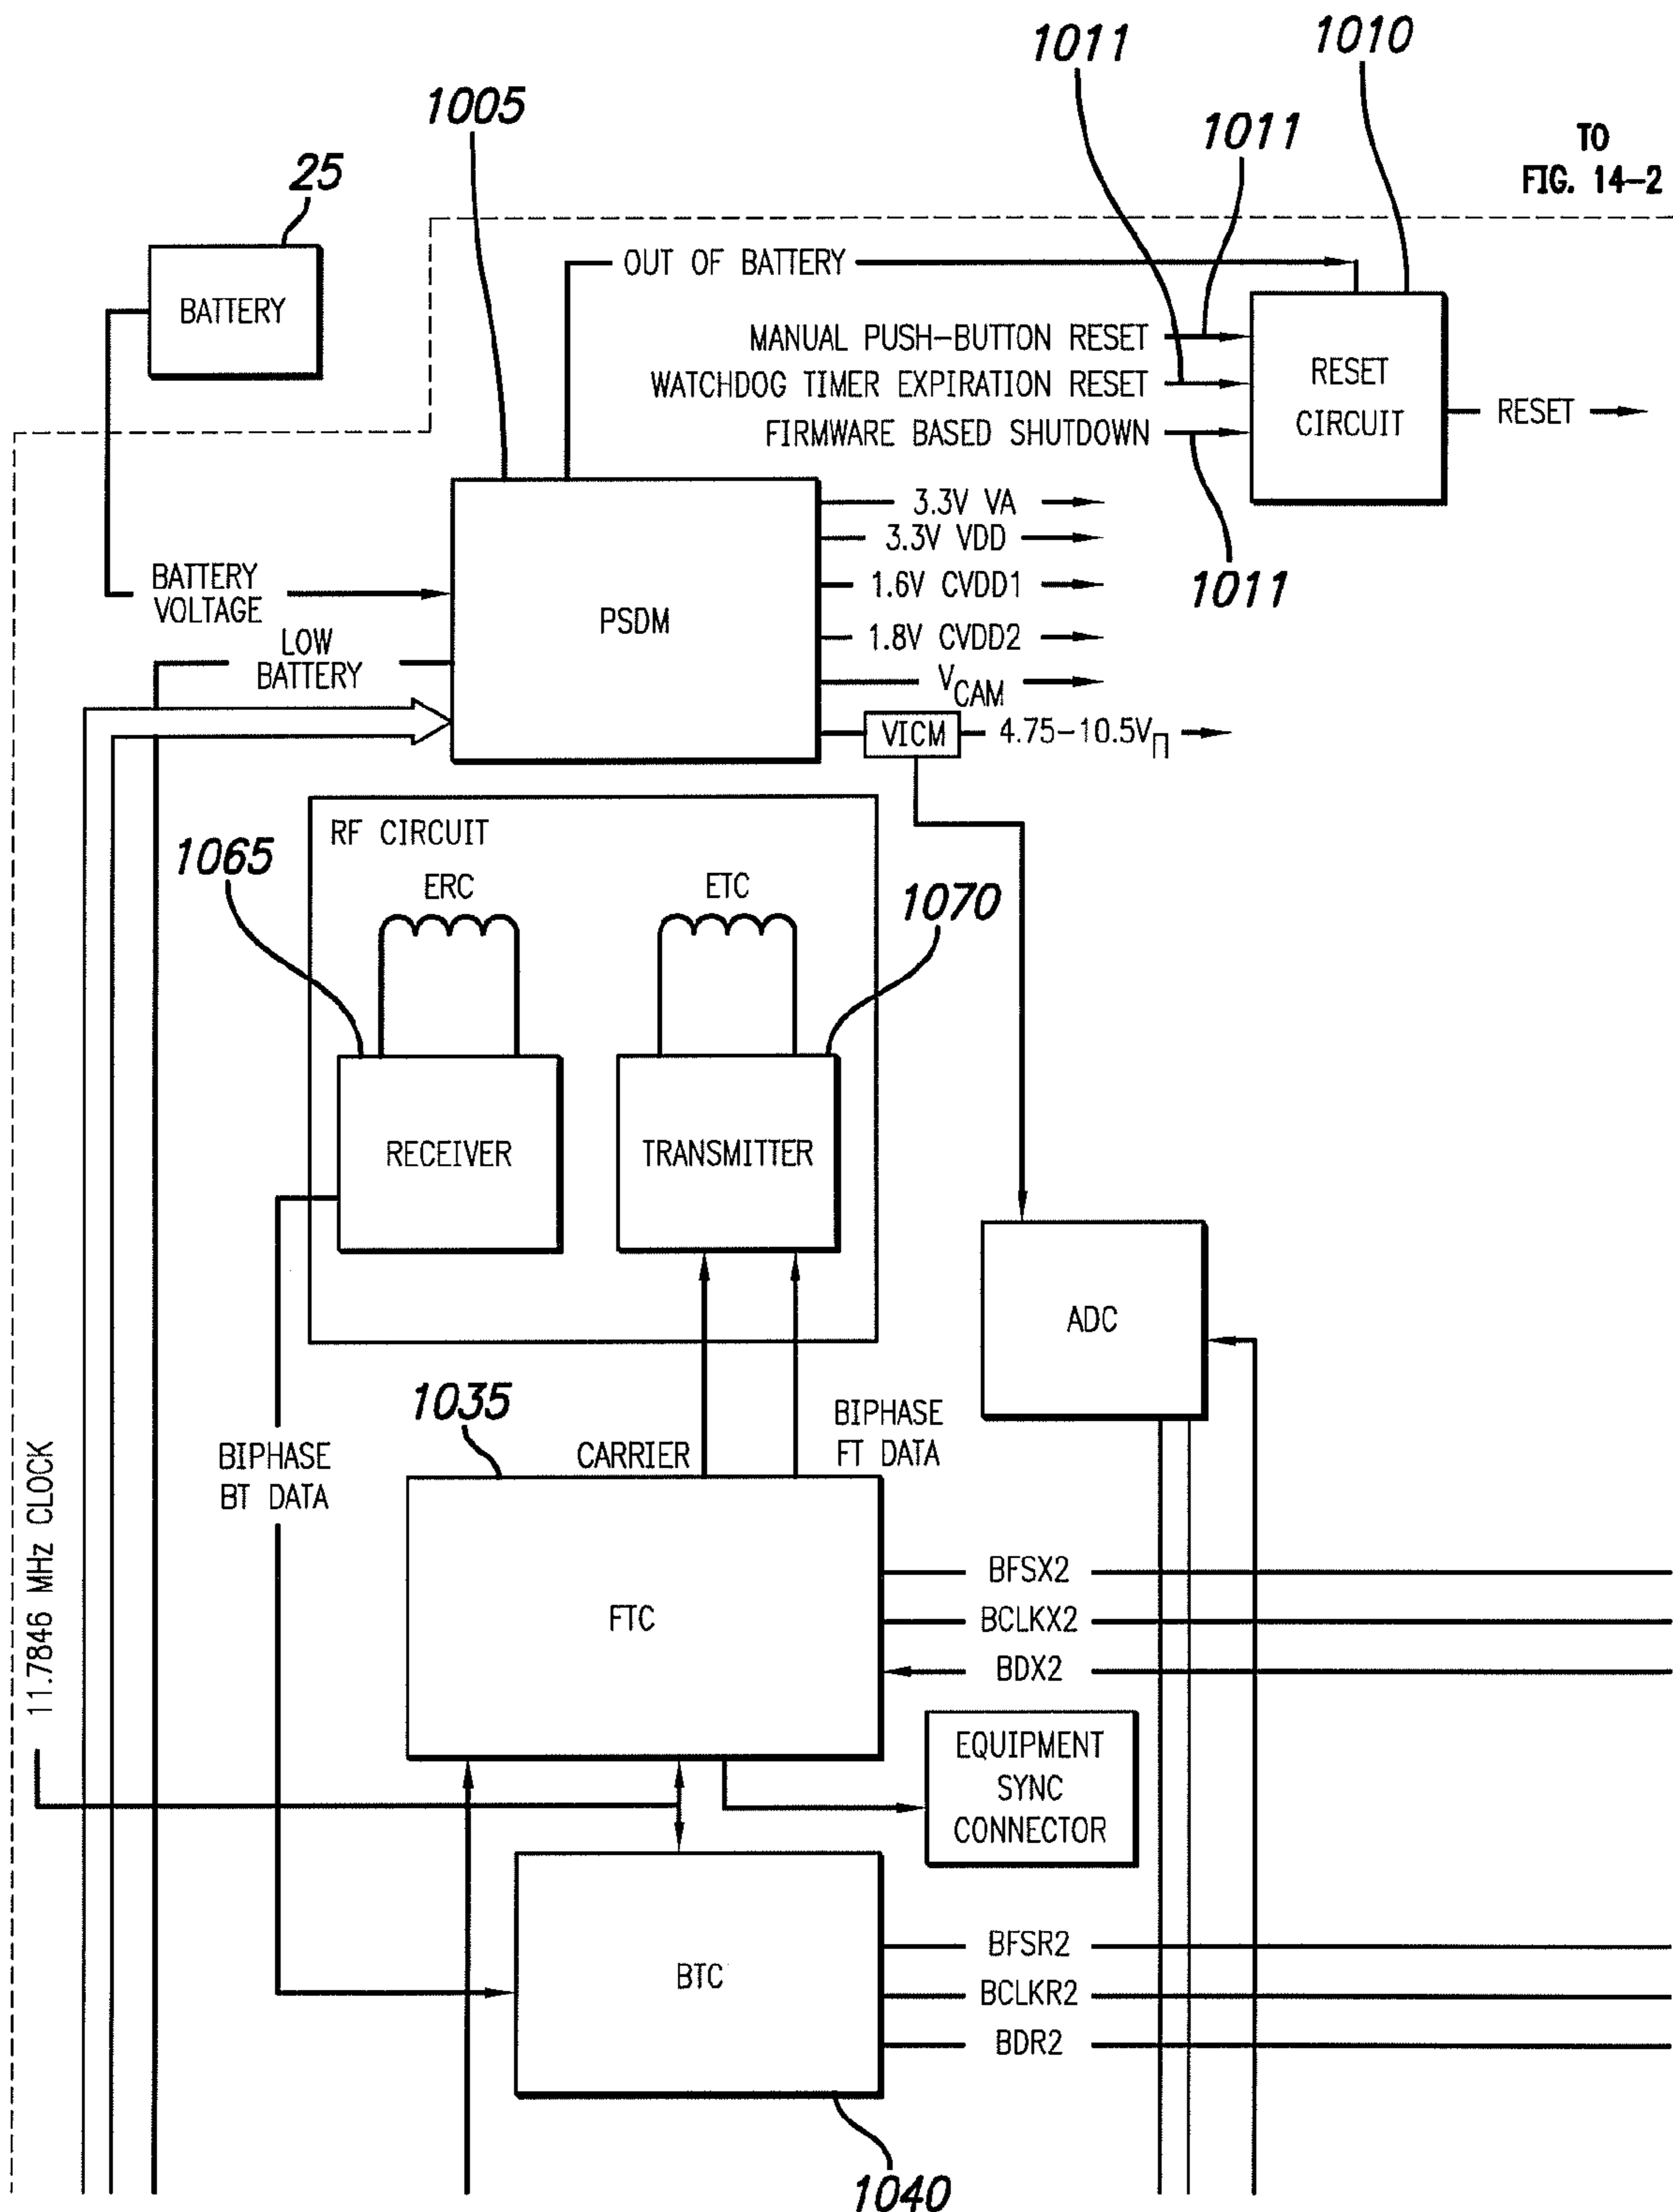 1011
1010
1005
1011
TO
FIG. 14-2
25
OUT OF BATTERY
BATTERY
MANUAL PUSH-BUTTON RESET
WATCHDOG TIMER EXPIRATION RESET
FIRMWARE BASED SHUTDOWN
RESET
CIRCUIT
RESET
3.3V VA
3.3V VDD
1.6V CVDD1
1.8V CVDD2
VCAM
1011
BATTERY
VOLTAGE
PSDM
LOW
BATTERY
VICM
4.75-10.5V
RF CIRCUIT
1065
ERC
ETC
1070
RECEIVER
TRANSMITTER
ADC
1035
BIPHASE
FT DATA
CARRIER
BIPHASE
BT DATA
11.7846 MHz CLOCK
FTC
BFSX2
BCLKX2
BDX2
EQUIPMENT
SYNC
CONNECTOR
BTC
BFSR2
BCLKR2
BDR2
1040